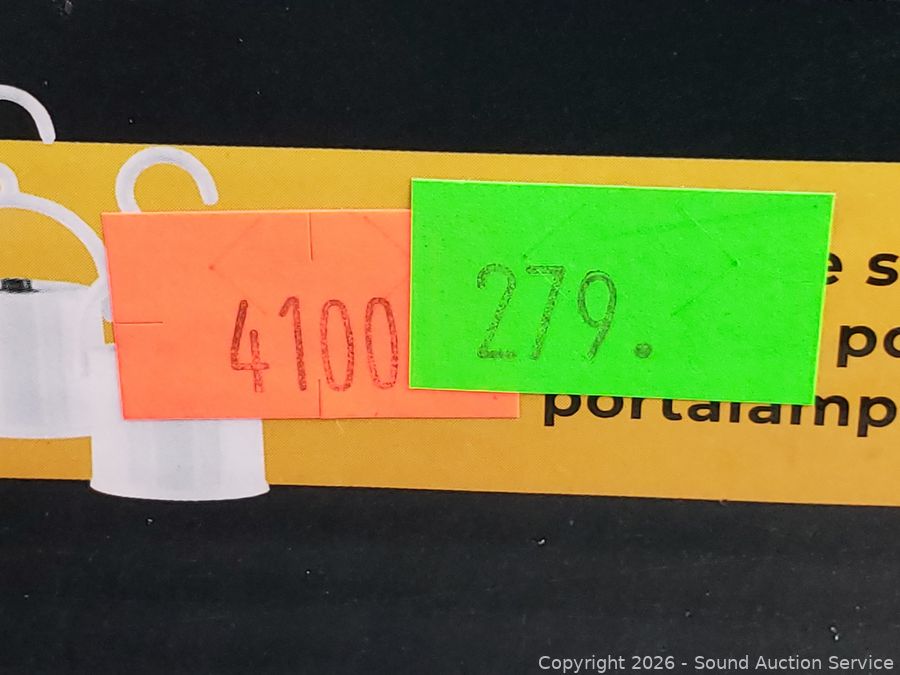 4100
279.
portalamp
Copyright 2026 - Sound Auction Service